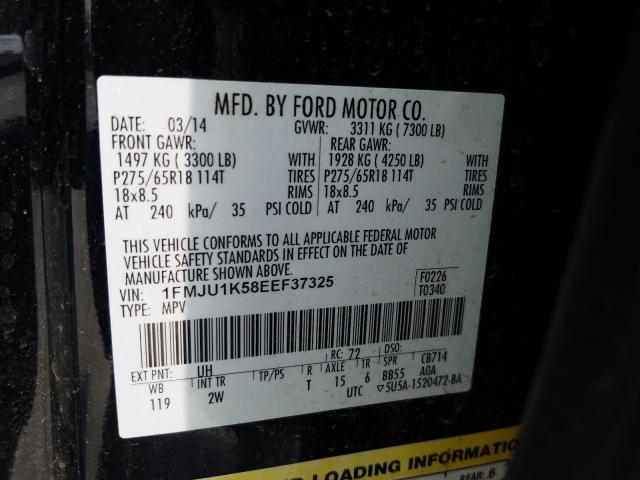 MFD. BY FORD MOTOR CO.
DATE: 03/14 GVWR: 3311 KG ( 7300 LB)
FRONT GAWR: REAR GAWR:
1497 KG ( 3300 LB) WITH 1928 KG ( 4250 LB) WITH
P275/65R18 114T TIRES P275/65R18 114T TIRES
18x8.5 RIMS 18x8.5 RIMS
AT 240 kPa/ 35 PSI COLD AT 240 kPa/ 35 PSI COLD
THIS VEHICLE CONFORMS TO ALL APPLICABLE FEDERAL MOTOR
VEHICLE SAFETY STANDARDS IN EFFECT ON THE DATE OF
MANUFACTURE SHOWN ABOVE.
VIN: 1FMJU1K58EEF37325 F0226
TYPE: MPV T0340
EXT PNT: UH RC: 72 DSO:
WB INT TR TP/PS R AXLE TR SPR CB714
119 2W T 15 6 BB55 A0A
UTC ▽5U5A-1520472-BA
LOADING INFORMATION
REAR: 6